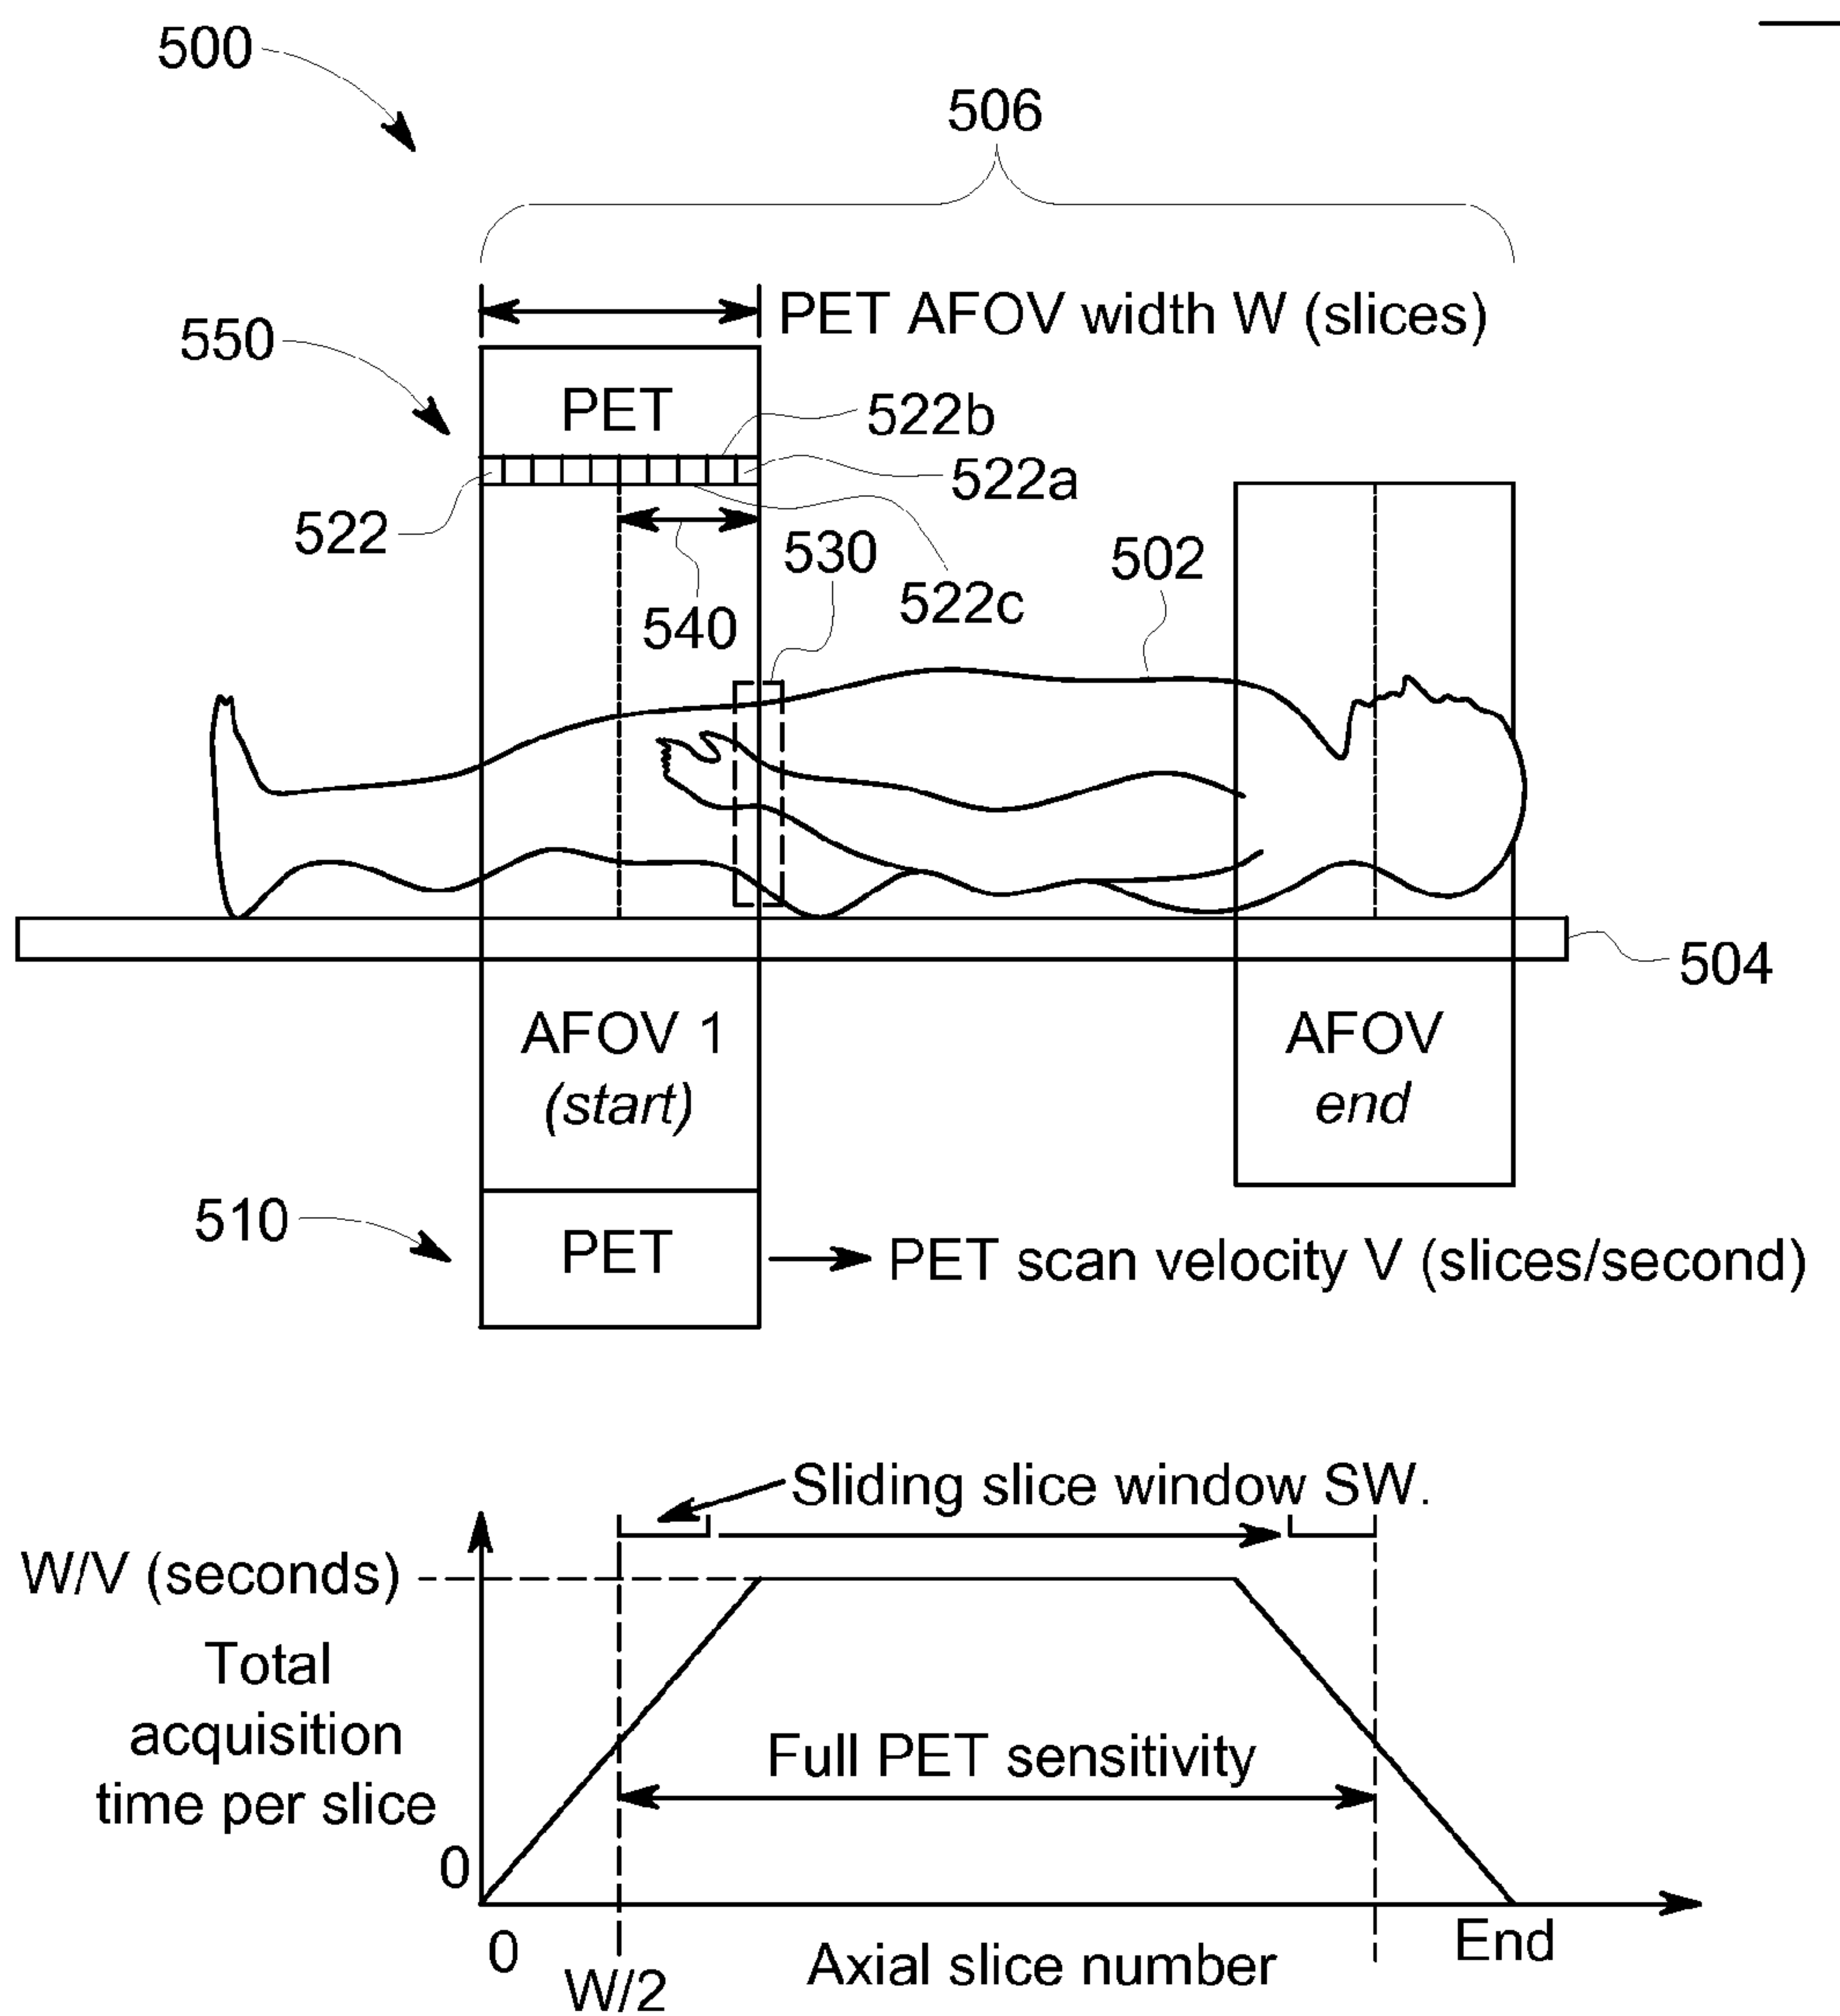 500
506
PET AFOV width W (slices)
550
PET
522b
522a
522
530
502
522c
540
504
AFOV 1
(start)
AFOV
end
510
PET
PET scan velocity V (slices/second)
Sliding slice window SW.
W/V (seconds)
Total
acquisition
time per slice
Full PET sensitivity
0
0
W/2
Axial slice number
End